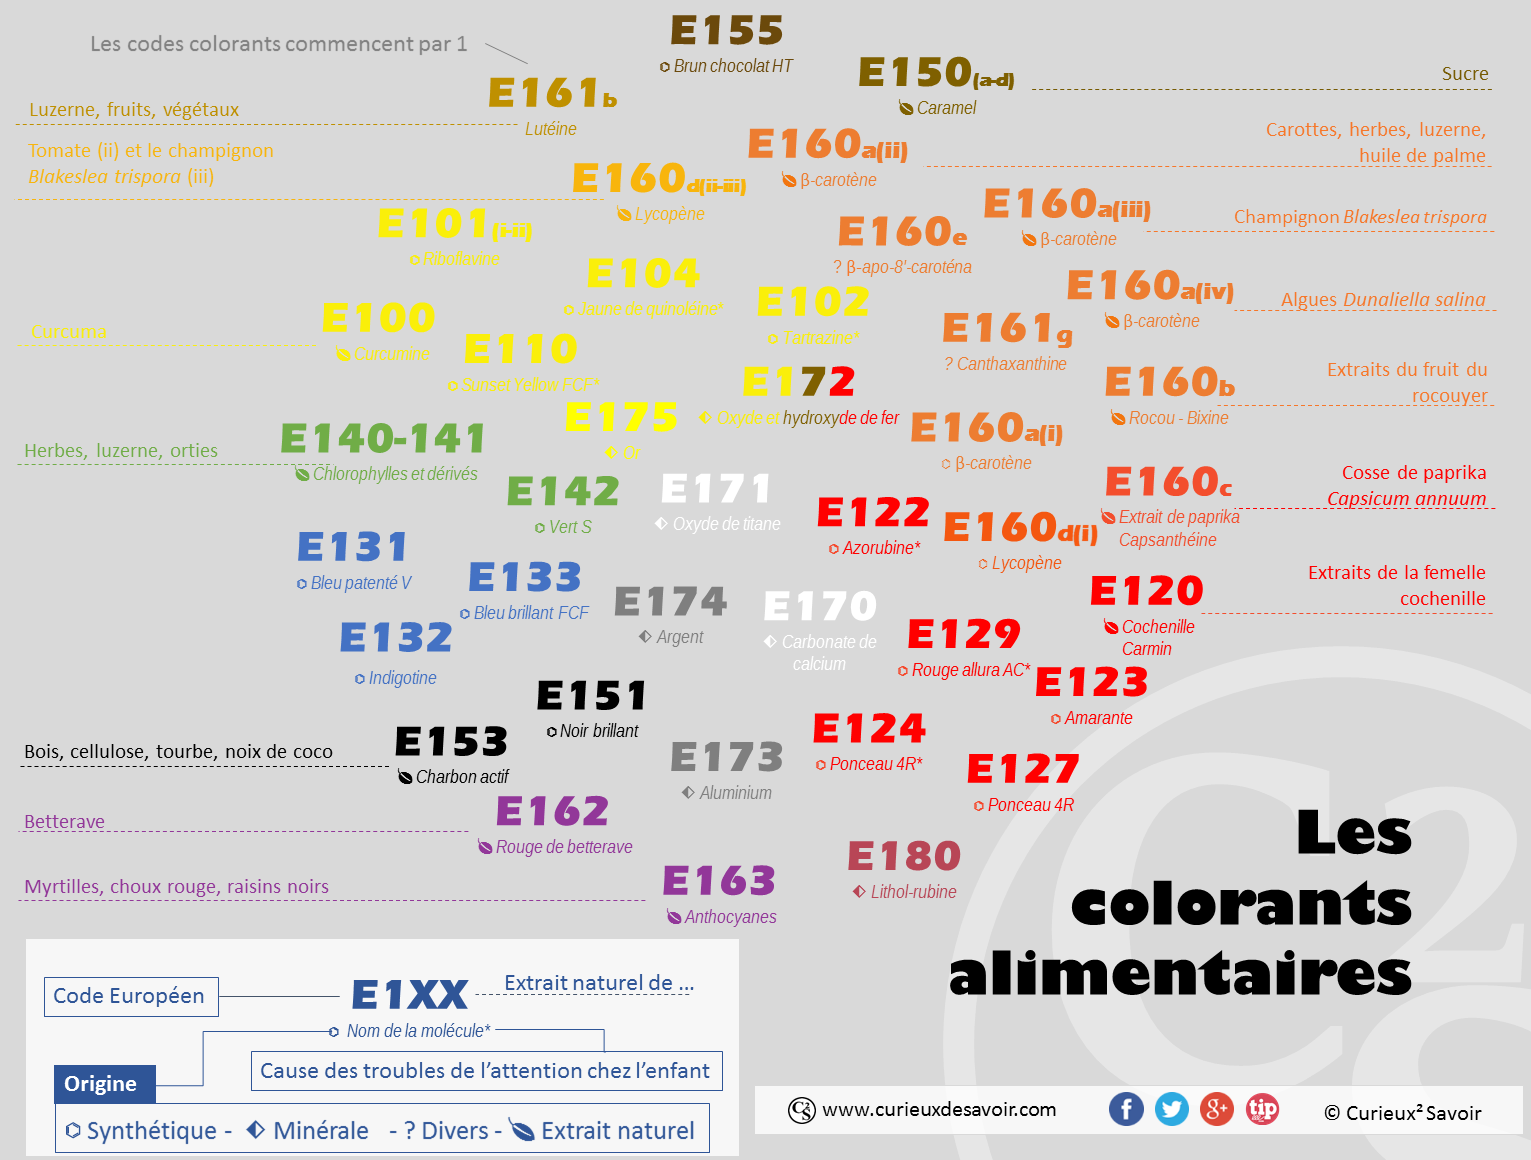 Les codes colorants commencent par 1
E155
Brun chocolat HT
E150(a-d)
Caramel
Sucre
E161b
Lutéine
Luzerne, fruits, végétaux
E160a(ii)
β-carotène
Carottes, herbes, luzerne,
huile de palme
Tomate (ii) et le champignon
Blakeslea trispora (iii)
E160d(ii-iii)
Lycopène
E160a(iii)
β-carotène
Champignon Blakeslea trispora
E101(i-ii)
Riboflavine
E160e
? β-apo-8'-caroténa
E104
Jaune de quinoléine*
E160a(iv)
β-carotène
Algues Dunaliella salina
E102
Tartrazine*
E100
Curcumine
Curcuma
E161g
? Canthaxanthine
E110
Sunset Yellow FCF*
E172
Oxyde et hydroxyde de fer
E160b
Rocou - Bixine
Extraits du fruit du
rocouyer
E175
Or
E160a(i)
β-carotène
E140-141
Chlorophylles et dérivés
Herbes, luzerne, orties
E160c
Extrait de paprika
Capsanthéine
Cosse de paprika
Capsicum annuum
E142
Vert S
E171
Oxyde de titane
E122
Azorubine*
E160d(i)
Lycopène
E131
Bleu patenté V
E133
Bleu brillant FCF
E174
Argent
E170
Carbonate de
calcium
E120
Cochenille
Carmin
Extraits de la femelle
cochenille
E132
Indigotine
E129
Rouge allura AC*
E123
Amarante
E151
Noir brillant
E153
Charbon actif
Bois, cellulose, tourbe, noix de coco
E124
Ponceau 4R*
E173
Aluminium
E127
Ponceau 4R
E162
Rouge de betterave
Betterave
E180
Lithol-rubine
E163
Anthocyanes
Myrtilles, choux rouge, raisins noirs
Les
colorants
alimentaires
Code Européen
E1XX
Extrait naturel de ...
Nom de la molécule*
Cause des troubles de l'attention chez l'enfant
Origine
Synthétique - Minérale - ? Divers - Extrait naturel
C²S www.curieuxdesavoir.com
tip
© Curieux² Savoir